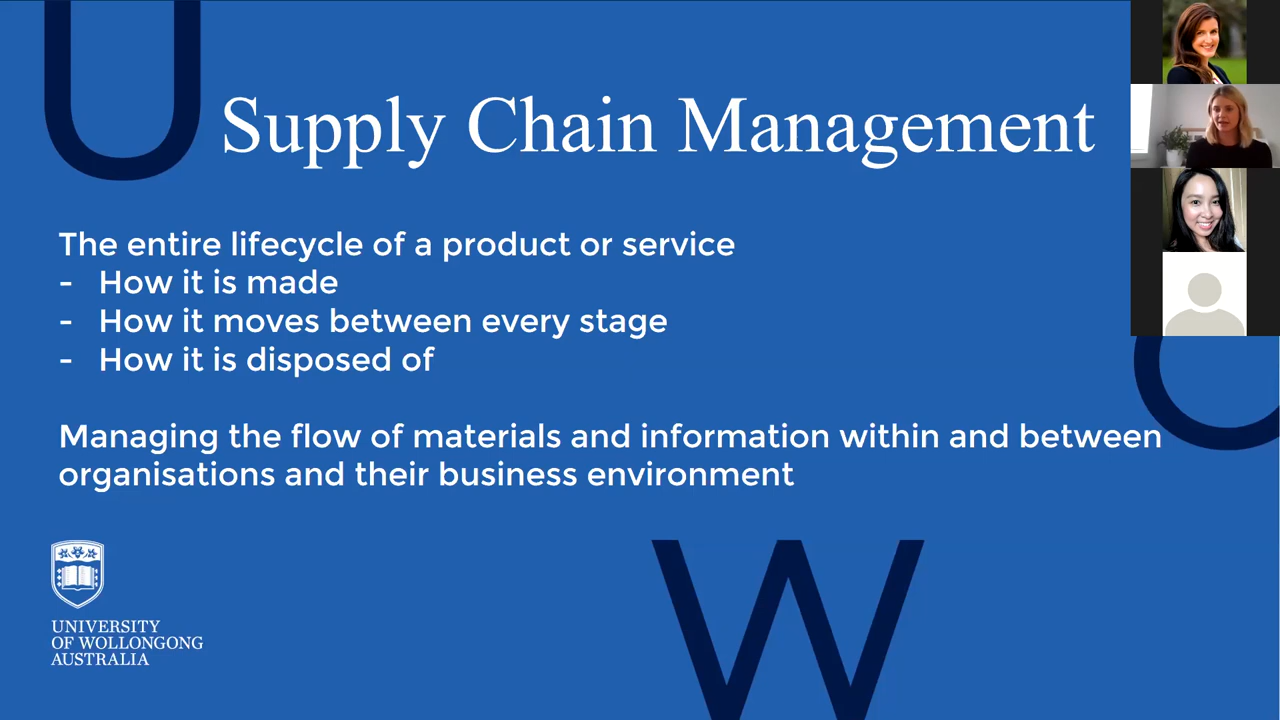 Supply Chain Management
The entire lifecycle of a product or service
- How it is made
- How it moves between every stage
- How it is disposed of
Managing the flow of materials and information within and between
organisations and their business environment
UNIVERSITY
OF WOLLONGONG
AUSTRALIA
U
O
W